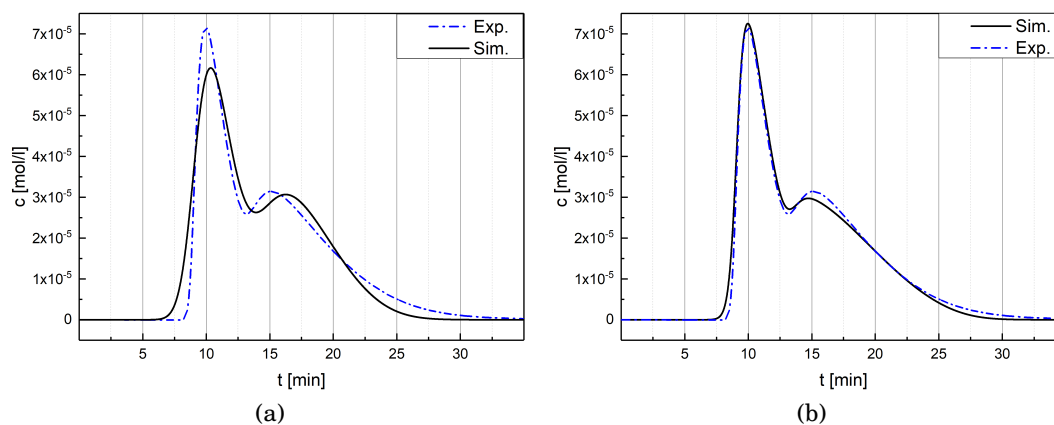 Exp.
Sim.
7x10⁻⁵
6x10⁻⁵
5x10⁻⁵
4x10⁻⁵
3x10⁻⁵
2x10⁻⁵
1x10⁻⁵
0
c [mol/l]
5 10 15 20 25 30
t [min]
(a)
Sim.
Exp.
7x10⁻⁵
6x10⁻⁵
5x10⁻⁵
4x10⁻⁵
3x10⁻⁵
2x10⁻⁵
1x10⁻⁵
0
c [mol/l]
5 10 15 20 25 30
t [min]
(b)